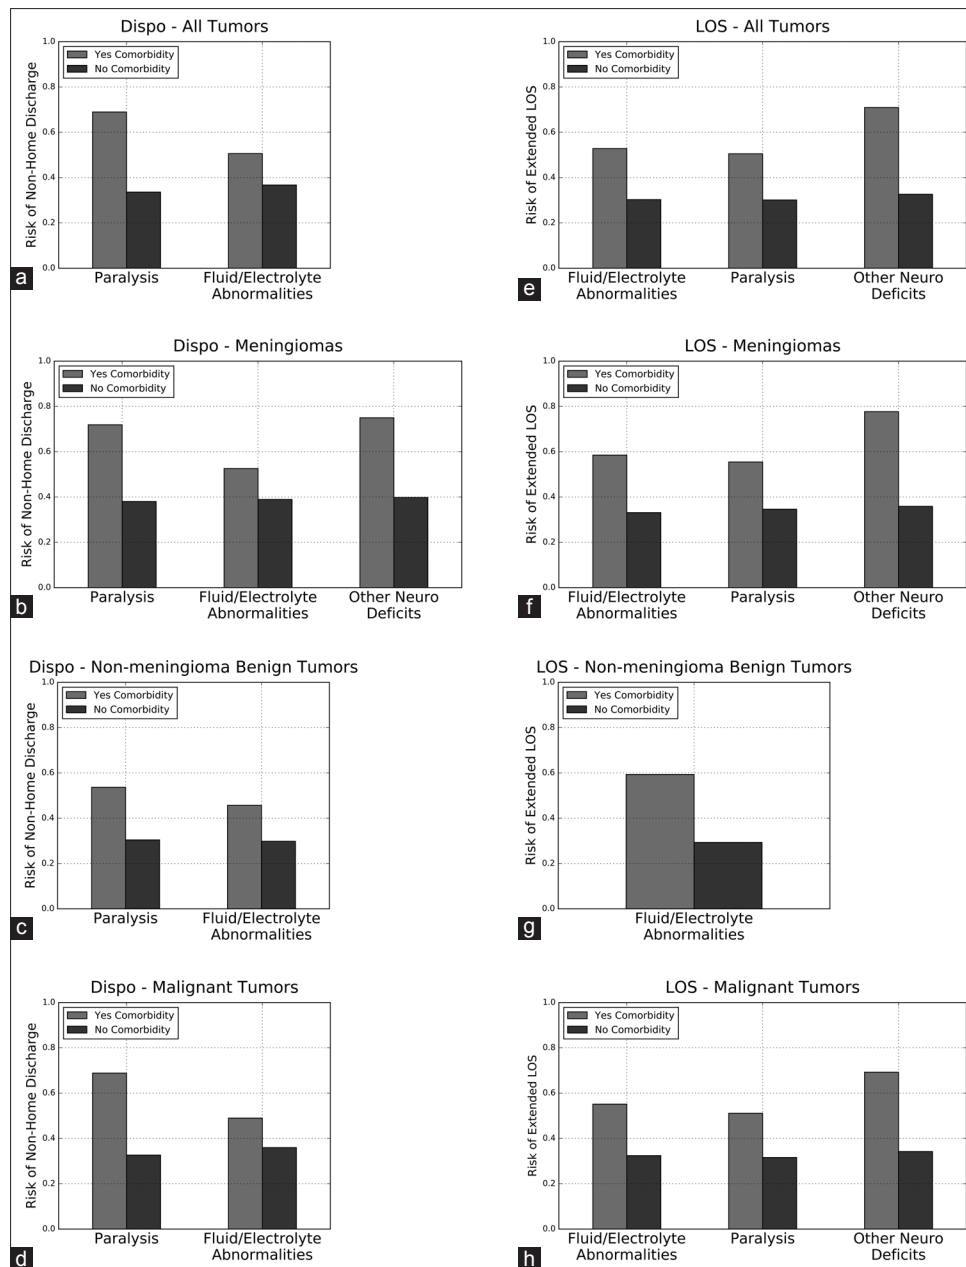 Dispo - All Tumors
1.0
0.8
0.6
0.4
0.2
0.0
Risk of Non-Home Discharge
Yes Comorbidity
No Comorbidity
Paralysis
Fluid/Electrolyte
Abnormalities
a
LOS - All Tumors
1.0
0.8
0.6
0.4
0.2
0.0
Risk of Extended LOS
Yes Comorbidity
No Comorbidity
Fluid/Electrolyte
Abnormalities
Paralysis
Other Neuro
Deficits
e
Dispo - Meningiomas
1.0
0.8
0.6
0.4
0.2
0.0
Risk of Non-Home Discharge
Yes Comorbidity
No Comorbidity
Paralysis
Fluid/Electrolyte
Abnormalities
Other Neuro
Deficits
b
LOS - Meningiomas
1.0
0.8
0.6
0.4
0.2
0.0
Risk of Extended LOS
Yes Comorbidity
No Comorbidity
Fluid/Electrolyte
Abnormalities
Paralysis
Other Neuro
Deficits
f
Dispo - Non-meningioma Benign Tumors
1.0
0.8
0.6
0.4
0.2
0.0
Risk of Non-Home Discharge
Yes Comorbidity
No Comorbidity
Paralysis
Fluid/Electrolyte
Abnormalities
c
LOS - Non-meningioma Benign Tumors
1.0
0.8
0.6
0.4
0.2
0.0
Risk of Extended LOS
Yes Comorbidity
No Comorbidity
Fluid/Electrolyte
Abnormalities
g
Dispo - Malignant Tumors
1.0
0.8
0.6
0.4
0.2
0.0
Risk of Non-Home Discharge
Yes Comorbidity
No Comorbidity
Paralysis
Fluid/Electrolyte
Abnormalities
d
LOS - Malignant Tumors
1.0
0.8
0.6
0.4
0.2
0.0
Risk of Extended LOS
Yes Comorbidity
No Comorbidity
Fluid/Electrolyte
Abnormalities
Paralysis
Other Neuro
Deficits
h